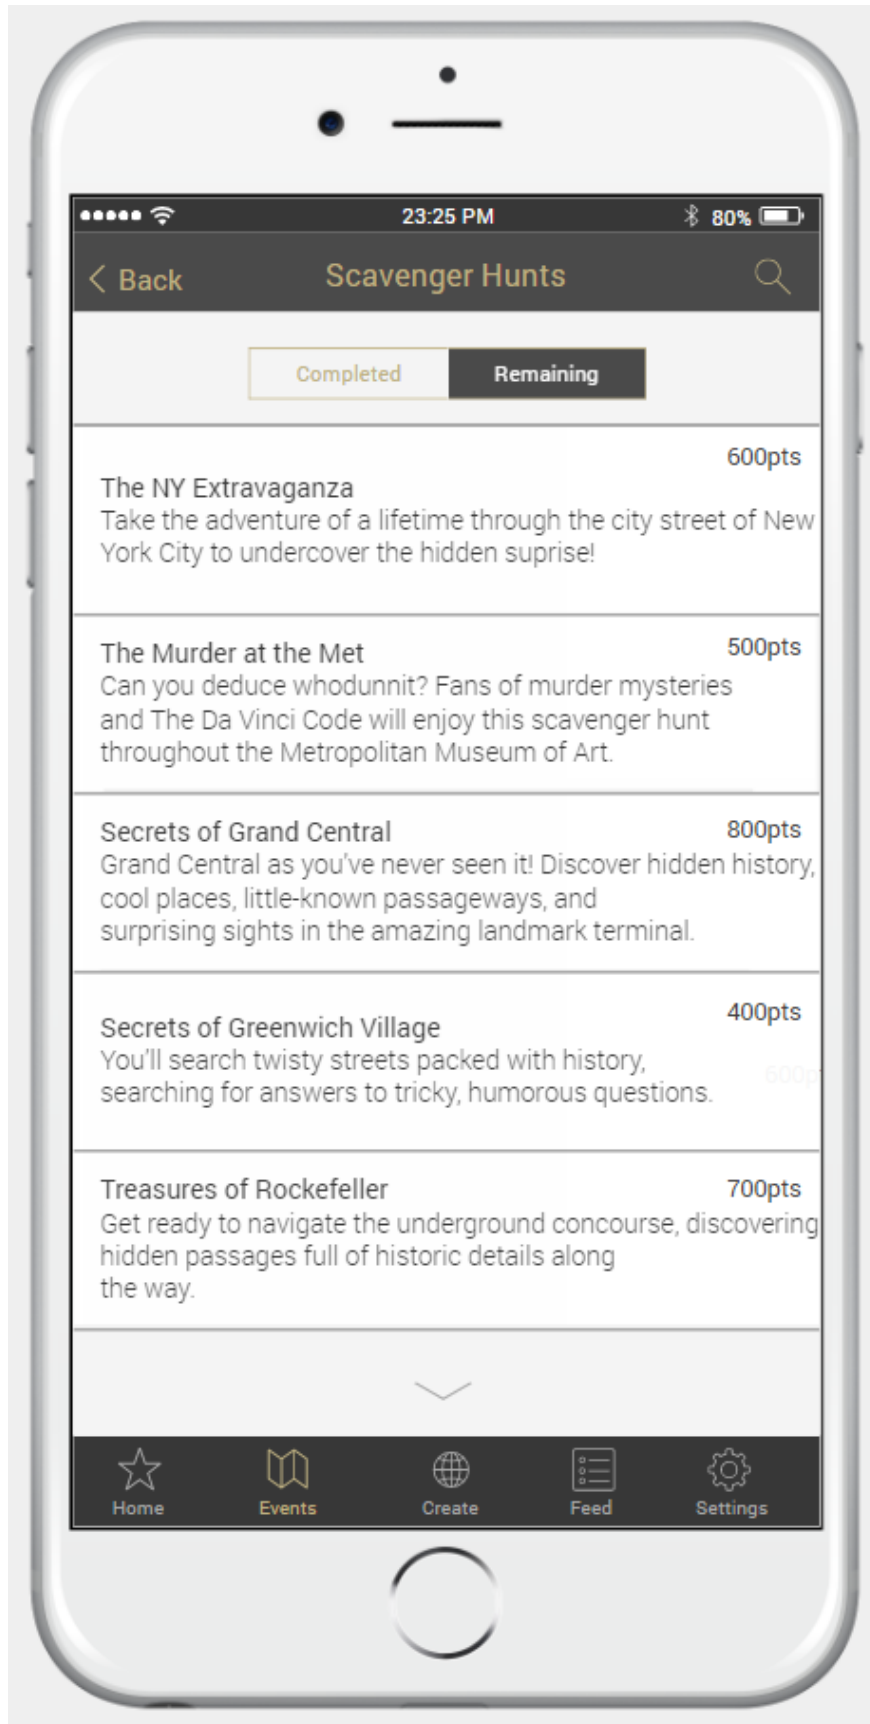 23:25 PM
80%
Back
Scavenger Hunts
Completed
Remaining
600pts
The NY Extravaganza
Take the adventure of a lifetime through the city street of New
York City to undercover the hidden suprise!
500pts
The Murder at the Met
Can you deduce whodunnit? Fans of murder mysteries
and The Da Vinci Code will enjoy this scavenger hunt
throughout the Metropolitan Museum of Art.
Secrets of Grand Central
800pts
Grand Central as you've never seen it! Discover hidden history,
cool places, little-known passageways, and
surprising sights in the amazing landmark terminal.
400pts
Secrets of Greenwich Village
You'll search twisty streets packed with history,
600p
searching for answers to tricky, humorous questions.
Treasures of Rockefeller
700pts
Get ready to navigate the underground concourse, discovering
hidden passages full of historic details along
the way.
Home
Events
Create
Feed
Settings